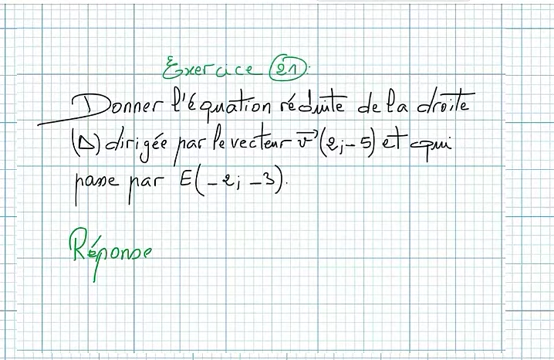 Exercice 21.
Donner l'équation réduite de la droite
(Δ) dirigée par le vecteur v⃗(2;-5) et qui
passe par E(-2;-3).
Réponse